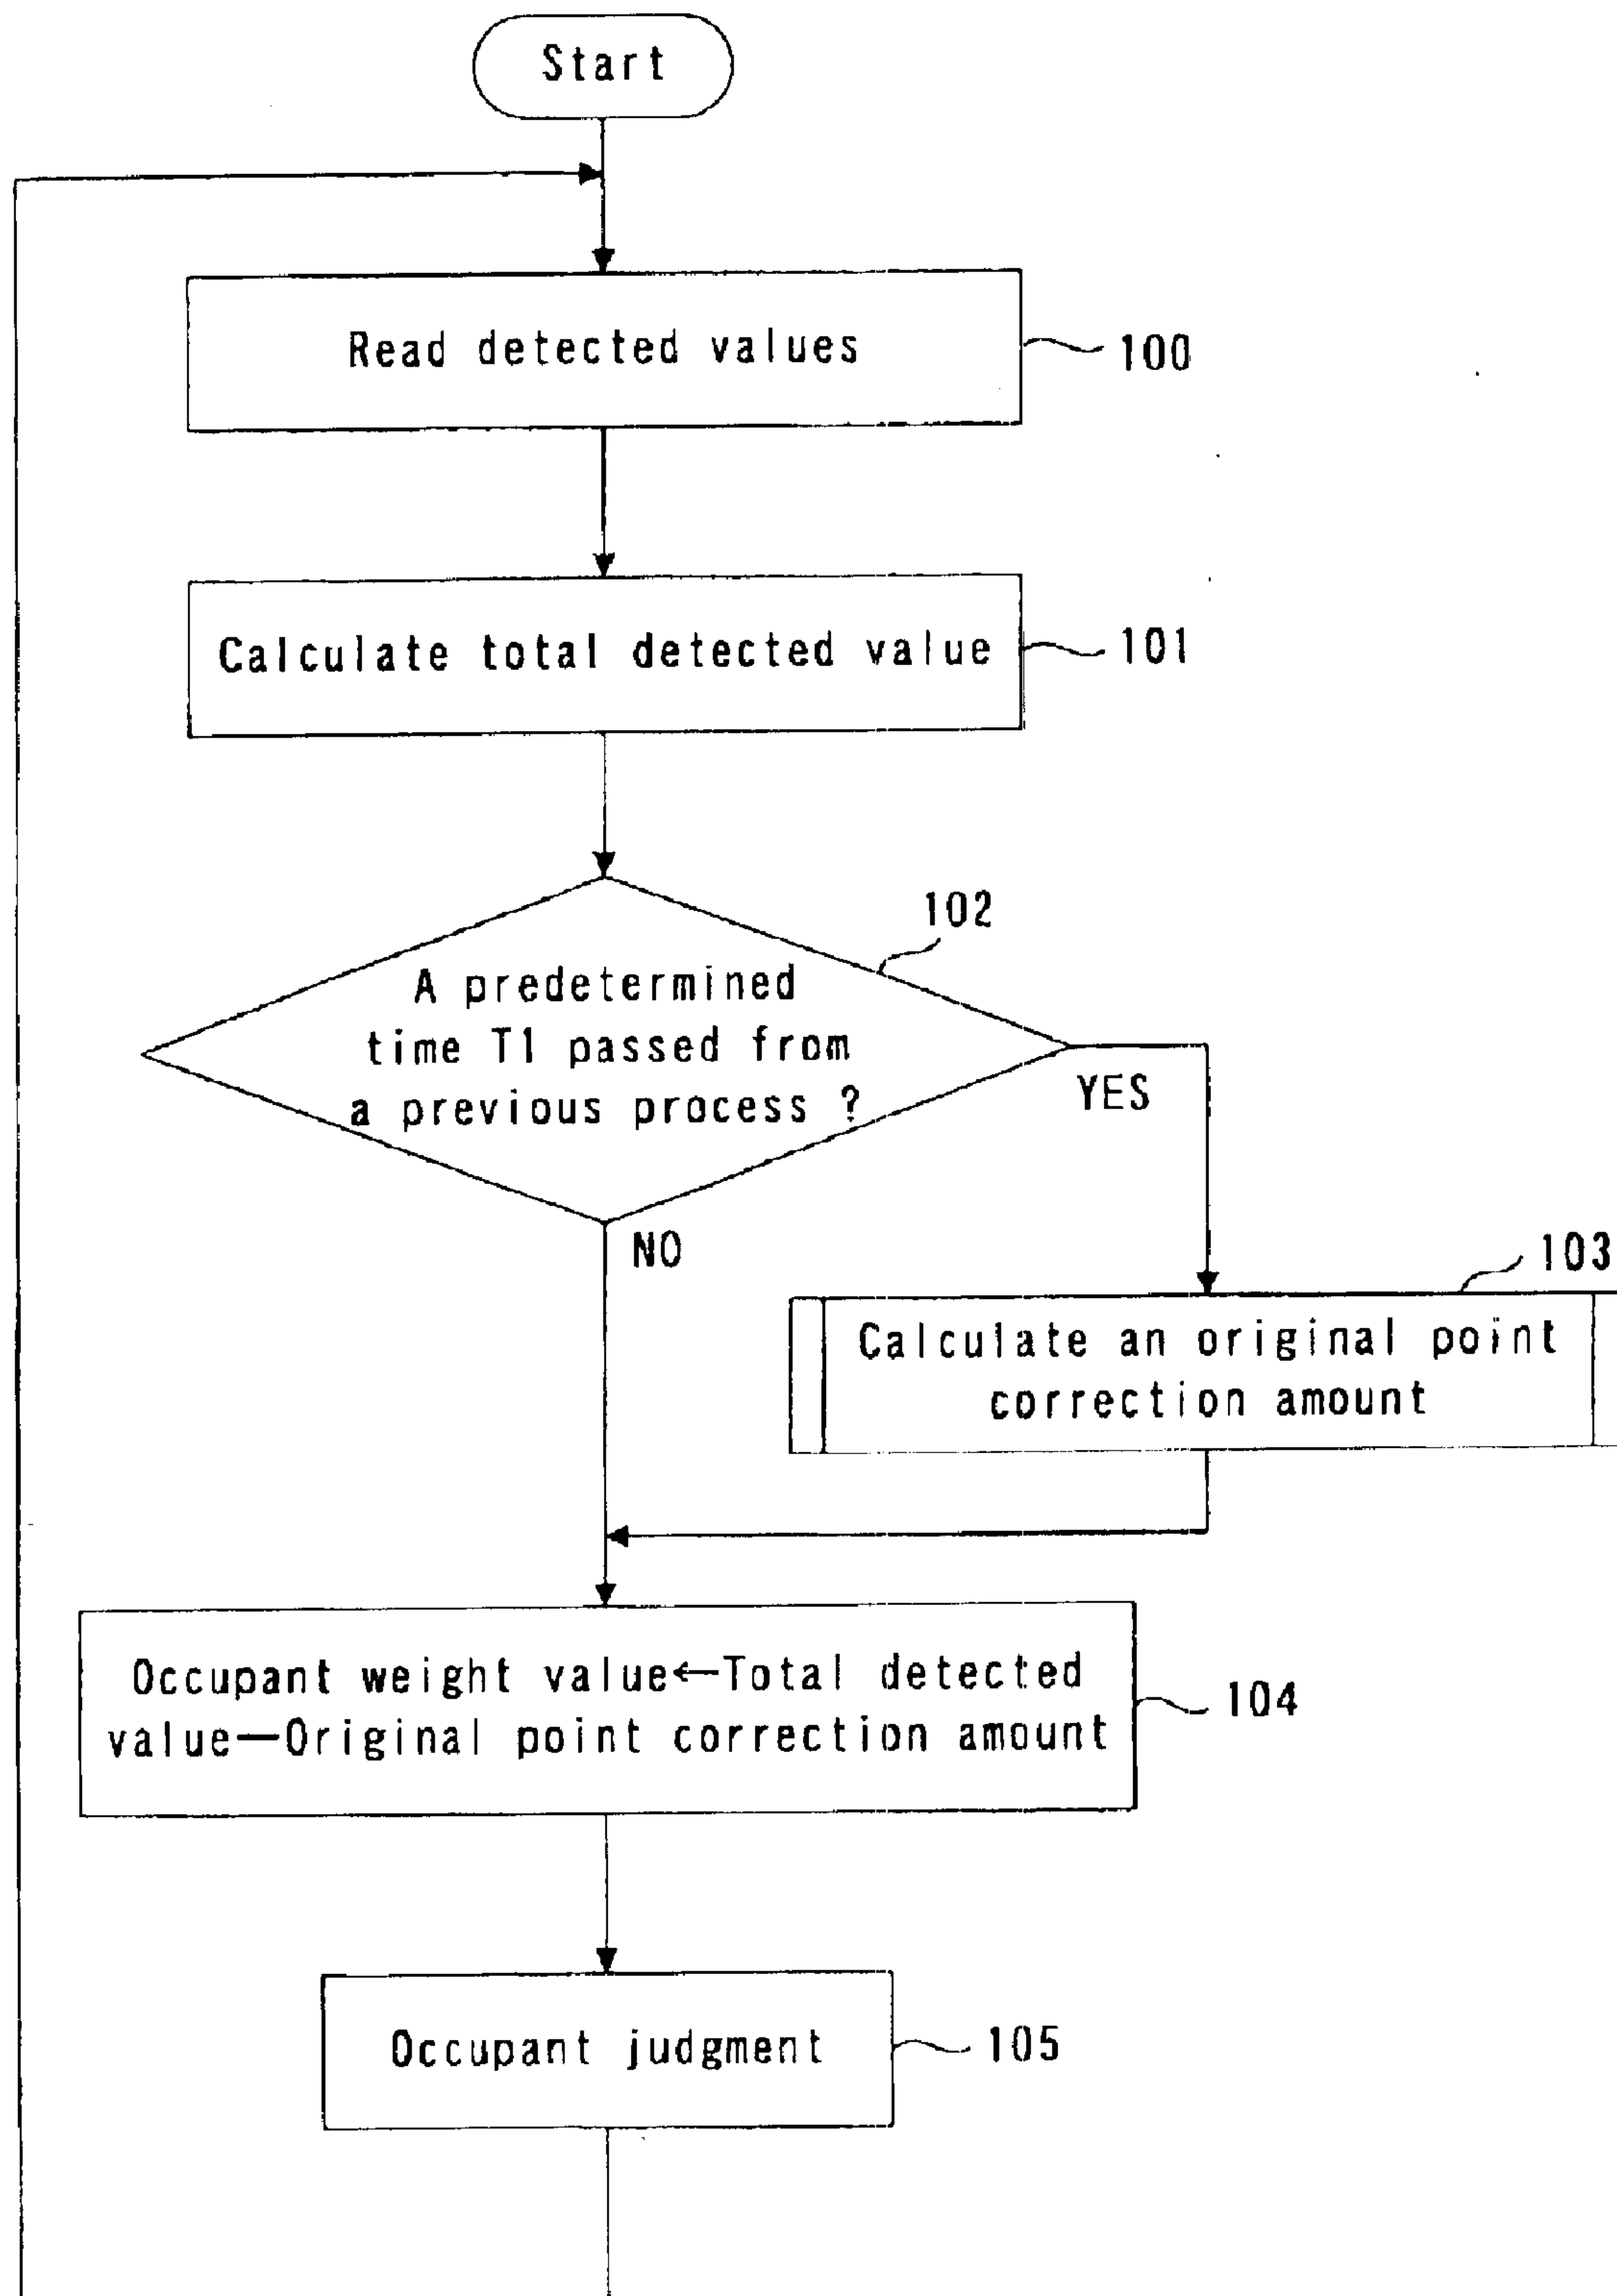 Start
Read detected values
100
Calculate total detected value
101
102
A predetermined
time T1 passed from
a previous process ?
YES
NO
103
Calculate an original point
correction amount
Occupant weight value←Total detected
value—Original point correction amount
104
Occupant judgment
105